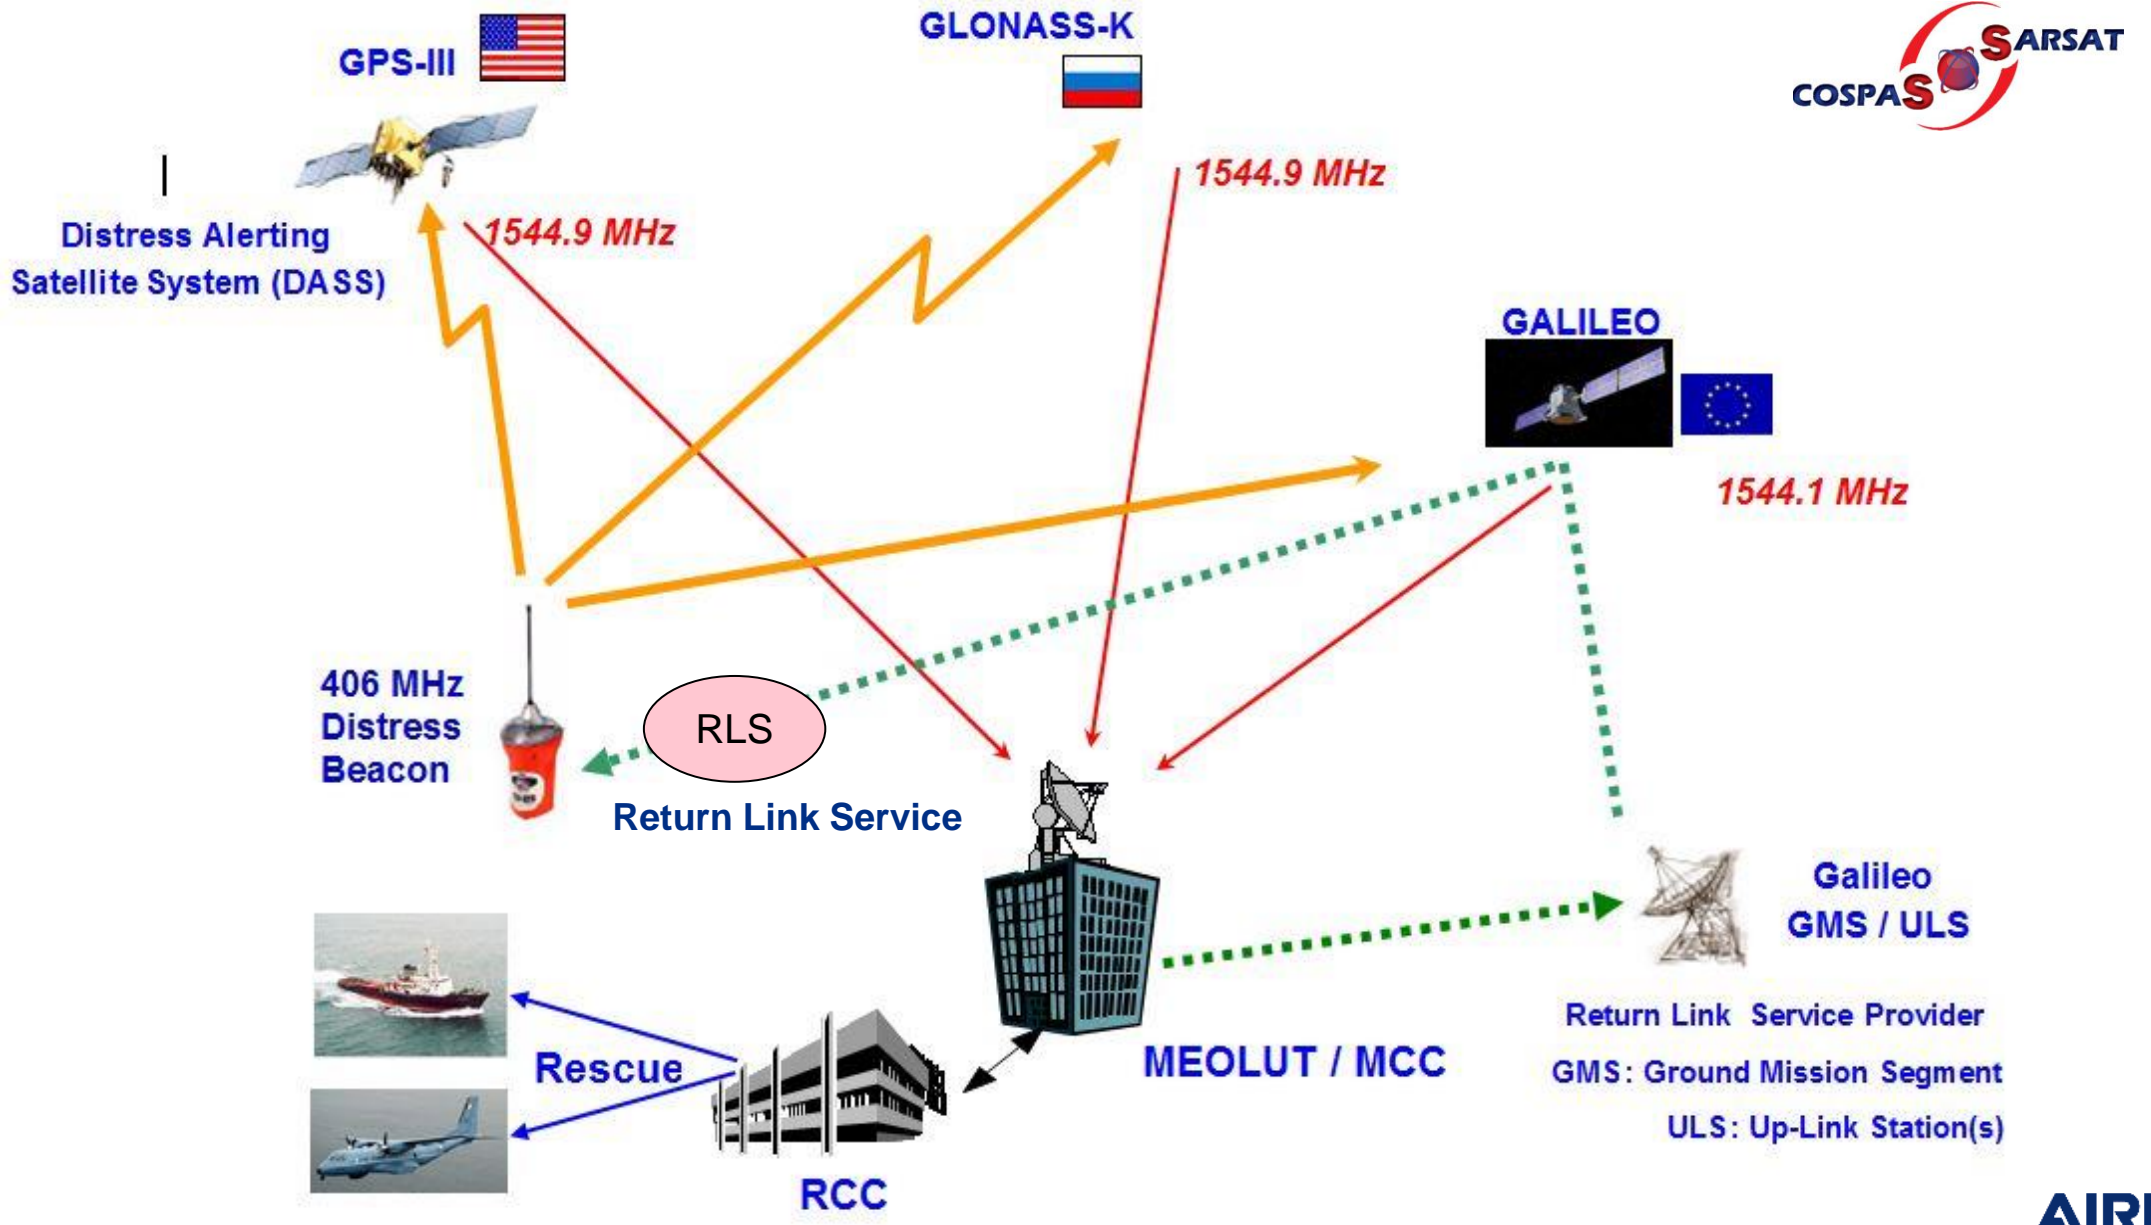 GPS-III
GLONASS-K
COSPAS SARSAT
1544.9 MHz
Distress Alerting
Satellite System (DASS)
1544.9 MHz
GALILEO
1544.1 MHz
406 MHz
Distress
Beacon
RLS
Return Link Service
Galileo
GMS / ULS
Return Link Service Provider
GMS: Ground Mission Segment
ULS: Up-Link Station(s)
MEOLUT / MCC
Rescue
RCC